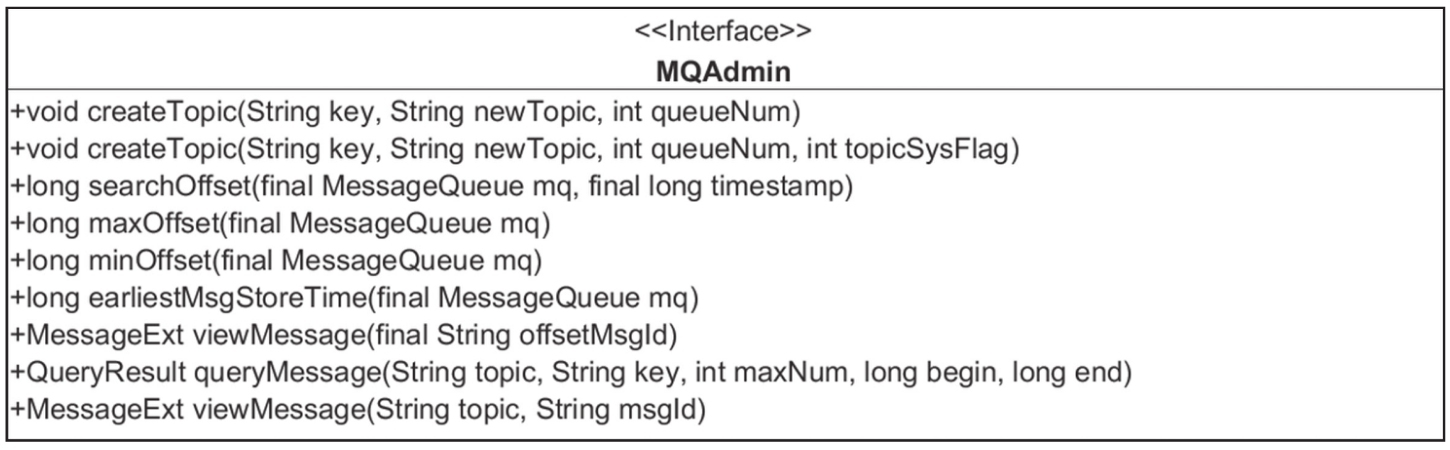 <<Interface>>
MQAdmin
+void createTopic(String key, String newTopic, int queueNum)
+void createTopic(String key, String newTopic, int queueNum, int topicSysFlag)
+long searchOffset(final MessageQueue mq, final long timestamp)
+long maxOffset(final MessageQueue mq)
+long minOffset(final MessageQueue mq)
+long earliestMsgStoreTime(final MessageQueue mq)
+MessageExt viewMessage(final String offsetMsgId)
+QueryResult queryMessage(String topic, String key, int maxNum, long begin, long end)
+MessageExt viewMessage(String topic, String msgId)